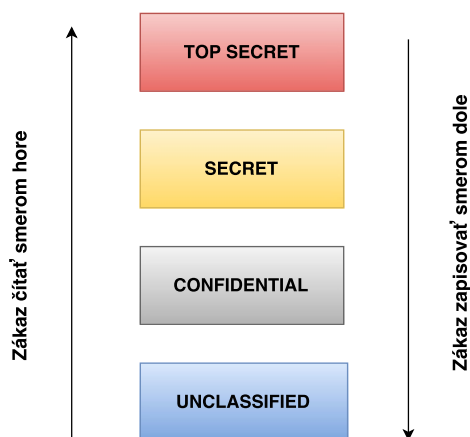 TOP SECRET
SECRET
CONFIDENTIAL
UNCLASSIFIED
Zákaz čítať smerom hore
Zákaz zapisovať smerom dole